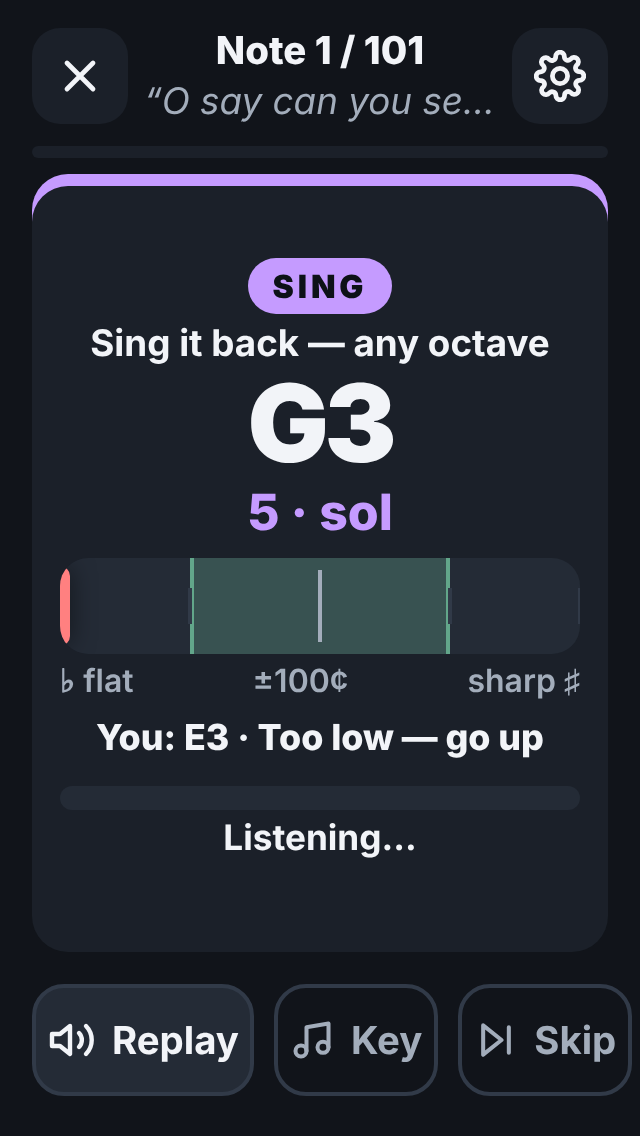 Note 1 / 101
“O say can you se...
SING
Sing it back — any octave
G3
5 · sol
♭ flat ±100¢ sharp ♯
You: E3 · Too low — go up
Listening...
Replay Key Skip